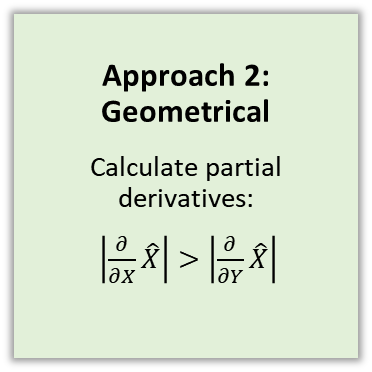 Approach 2:
Geometrical
Calculate partial
derivatives:
|∂/∂X X̂| > |∂/∂Y X̂|